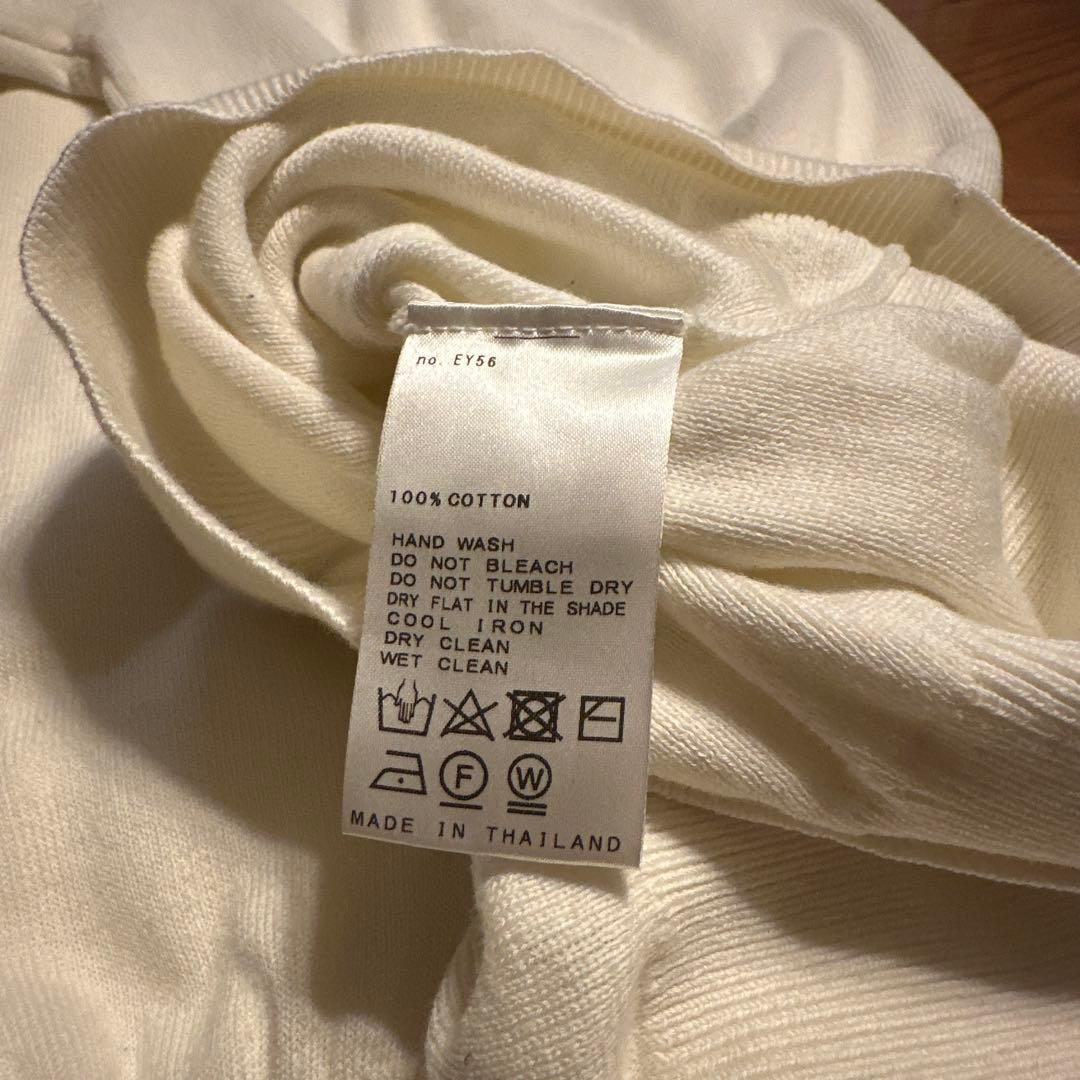 no. EY56
100% COTTON
HAND WASH
DO NOT BLEACH
DO NOT TUMBLE DRY
DRY FLAT IN THE SHADE
COOL IRON
DRY CLEAN
WET CLEAN
F W
MADE IN THAILAND